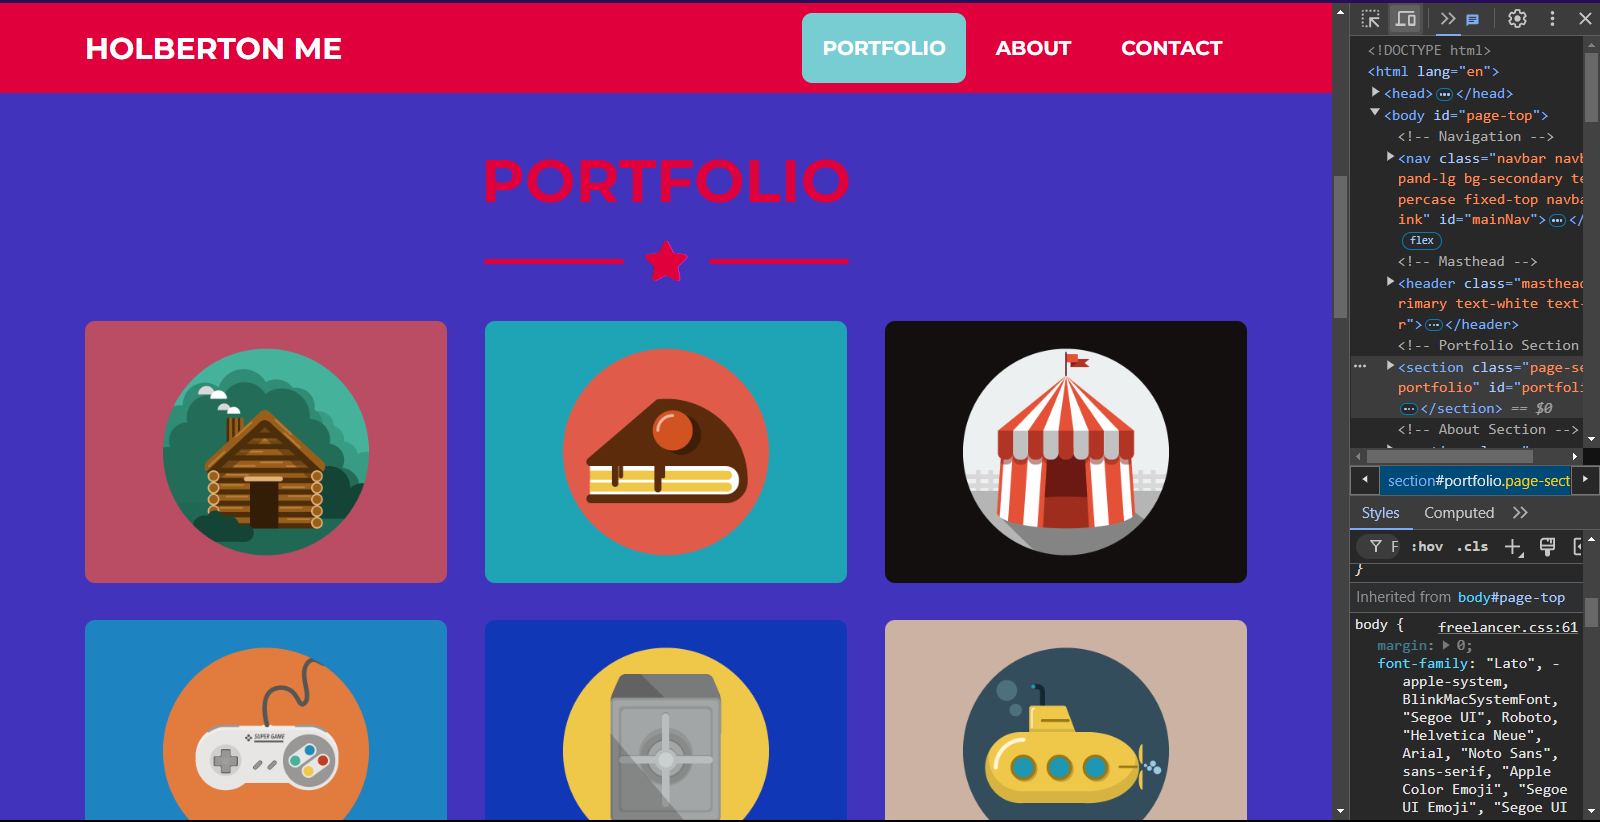 HOLBERTON ME
PORTFOLIO
ABOUT
CONTACT
PORTFOLIO
SUPER GAME
<!DOCTYPE html>
<html lang="en">
<head> ••• </head>
<body id="page-top">
<!-- Navigation -->
<nav class="navbar navb
pand-lg bg-secondary te
percase fixed-top navba
ink" id="mainNav"> ••• </
flex
<!-- Masthead -->
<header class="masthead
rimary text-white text-
r"> ••• </header>
<!-- Portfolio Section
••• <section class="page-se
portfolio" id="portfoli
••• </section> == $0
<!-- About Section -->
section#portfolio.page-sect
Styles
Computed
F
:hov
.cls
}
Inherited from body#page-top
body {
freelancer.css:61
margin: 0;
font-family: "Lato", -
apple-system,
BlinkMacSystemFont,
"Segoe UI", Roboto,
"Helvetica Neue",
Arial, "Noto Sans",
sans-serif, "Apple
Color Emoji", "Segoe
UI Emoji", "Segoe UI